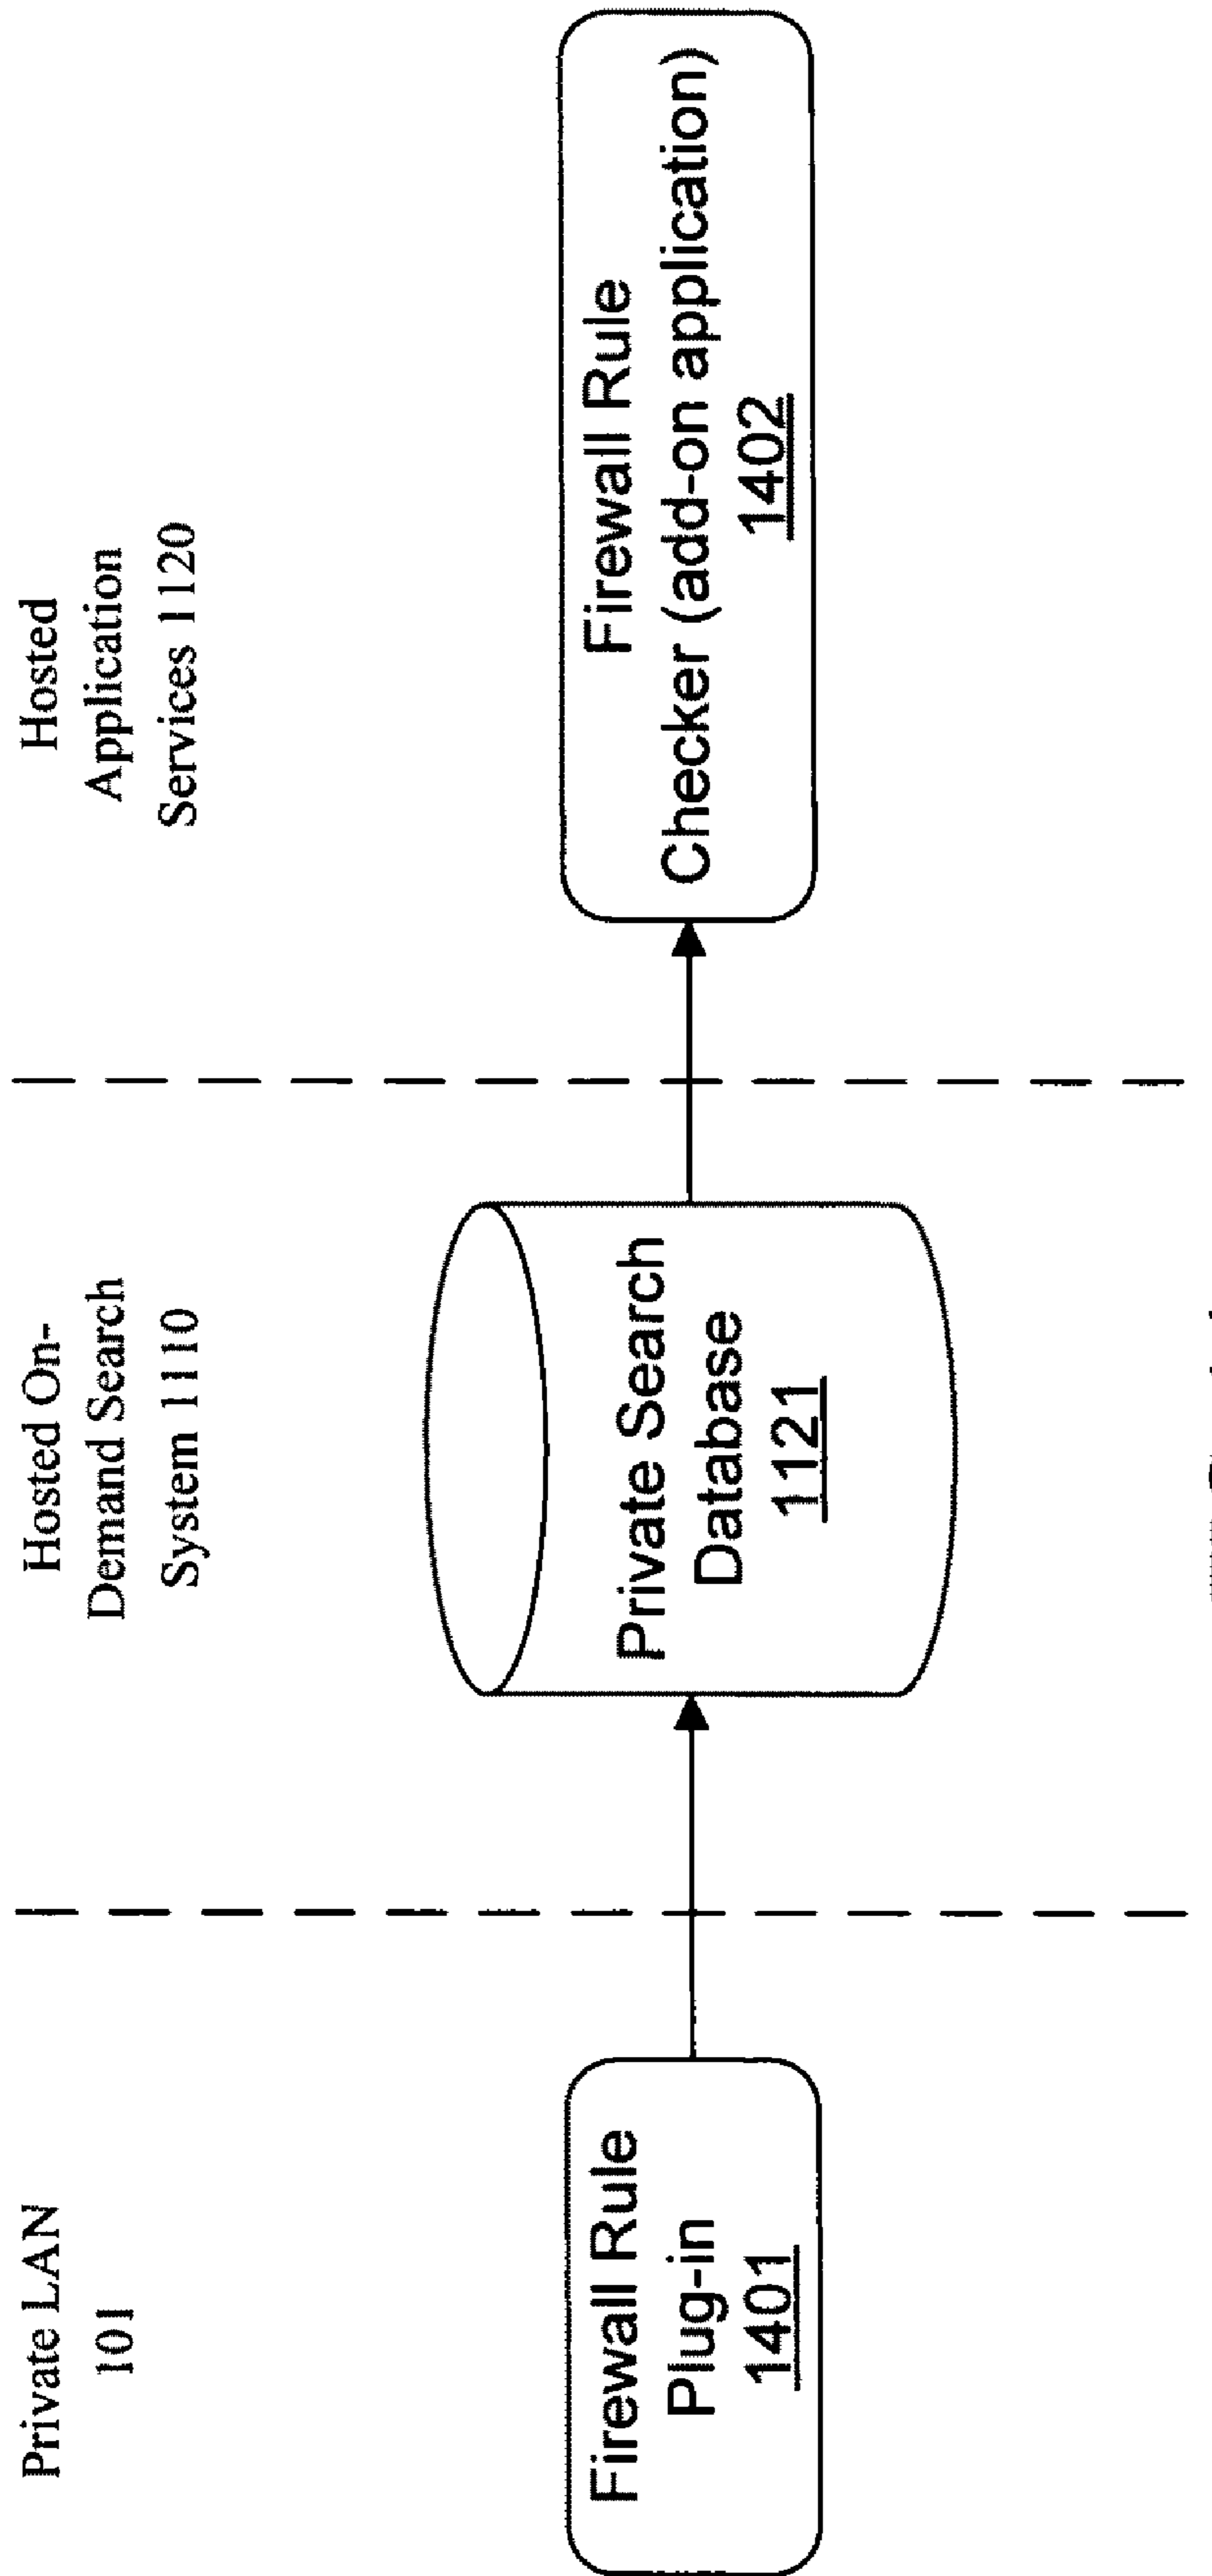 Private LAN
101
Hosted On-
Demand Search
System 1110
Hosted
Application
Services 1120
Firewall Rule
Plug-in
1401
Private Search
Database
1121
Firewall Rule
Checker (add-on application)
1402